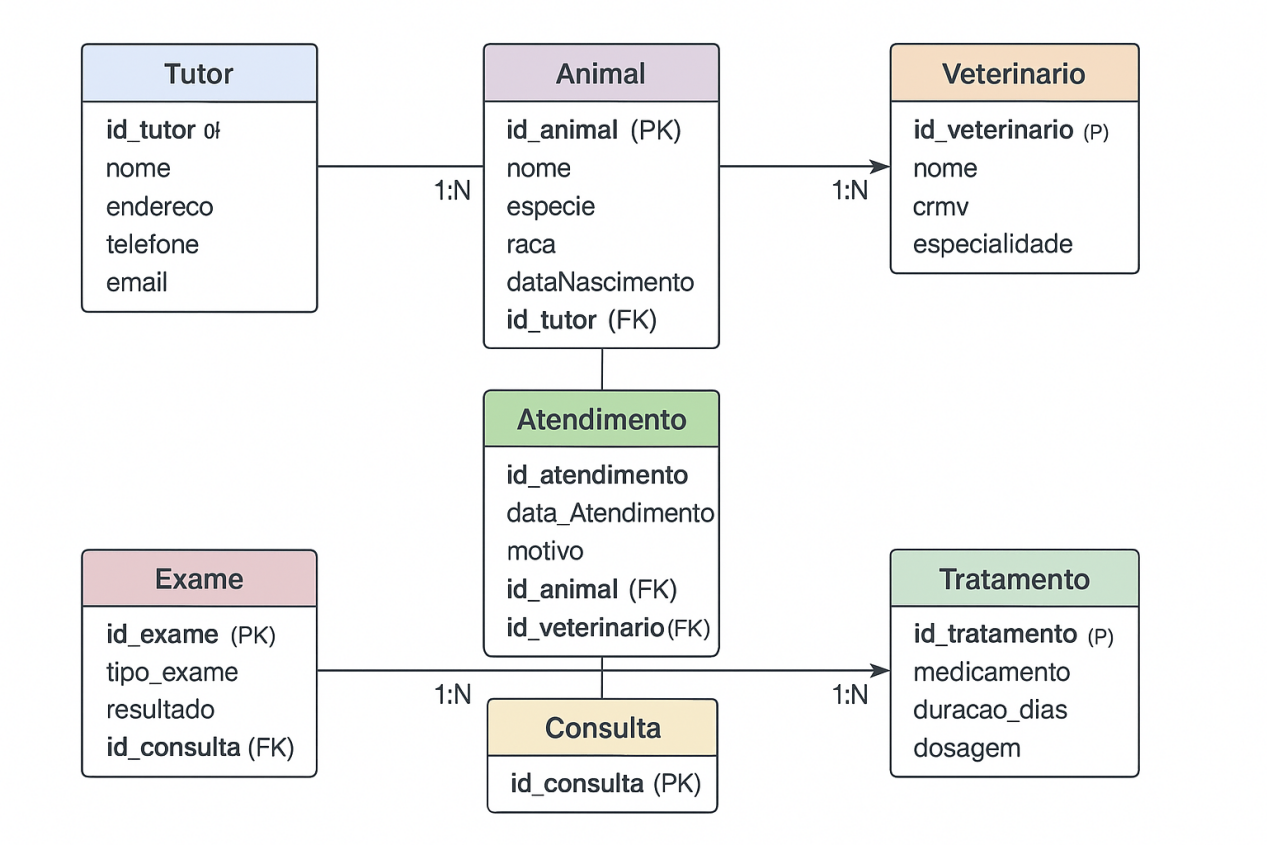 Tutor
id_tutor
nome
endereco
telefone
email
1:N
Animal
id_animal (PK)
nome
especie
raca
dataNascimento
id_tutor (FK)
1:N
Veterinario
id_veterinario (P)
nome
crmv
especialidade
Atendimento
id_atendimento
data_Atendimento
motivo
id_animal (FK)
id_veterinario (FK)
Exame
id_exame (PK)
tipo_exame
resultado
id_consulta (FK)
1:N
Consulta
id_consulta (PK)
1:N
Tratamento
id_tratamento (P)
medicamento
duracao_dias
dosagem